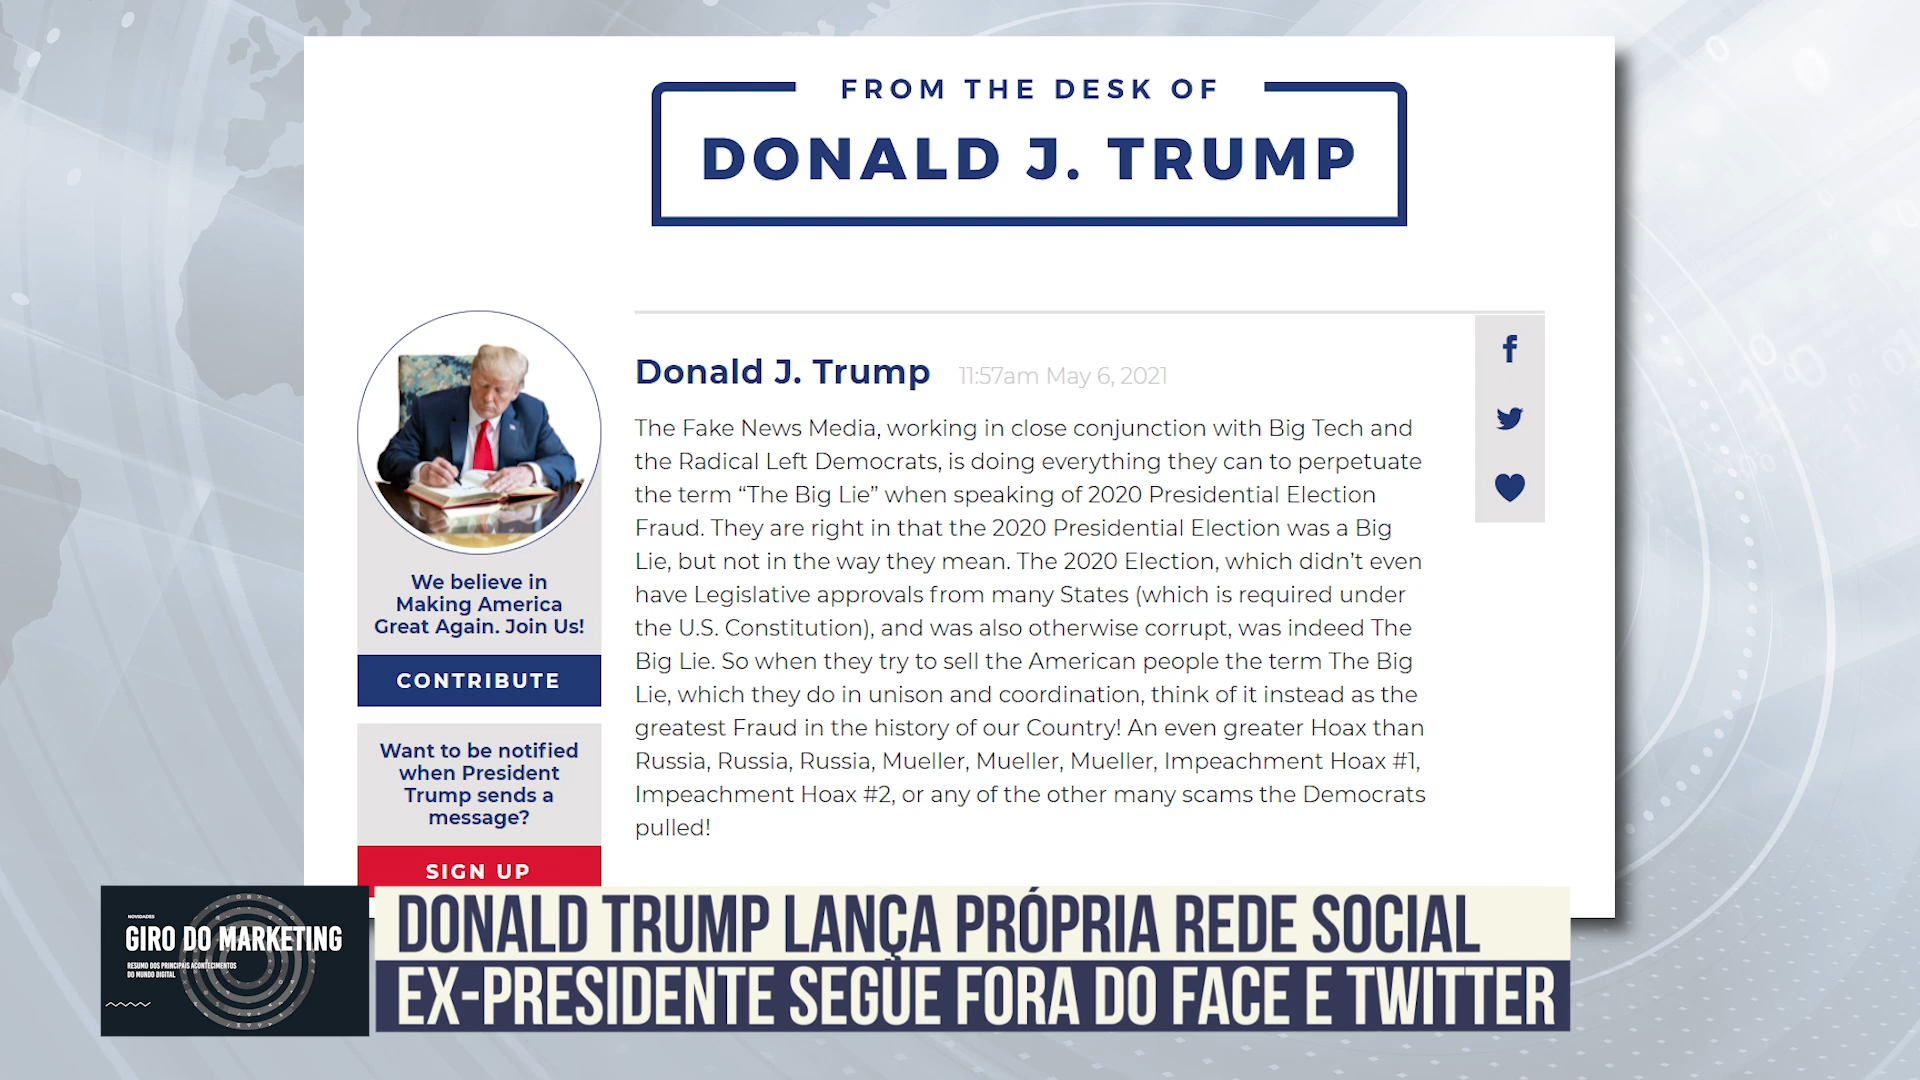 FROM THE DESK OF
DONALD J. TRUMP
Donald J. Trump 11:57am May 6, 2021
The Fake News Media, working in close conjunction with Big Tech and
the Radical Left Democrats, is doing everything they can to perpetuate
the term “The Big Lie” when speaking of 2020 Presidential Election
Fraud. They are right in that the 2020 Presidential Election was a Big
Lie, but not in the way they mean. The 2020 Election, which didn’t even
have Legislative approvals from many States (which is required under
the U.S. Constitution), and was also otherwise corrupt, was indeed The
Big Lie. So when they try to sell the American people the term The Big
Lie, which they do in unison and coordination, think of it instead as the
greatest Fraud in the history of our Country! An even greater Hoax than
Russia, Russia, Russia, Mueller, Mueller, Mueller, Impeachment Hoax #1,
Impeachment Hoax #2, or any of the other many scams the Democrats
pulled!
We believe in
Making America
Great Again. Join Us!
CONTRIBUTE
Want to be notified
when President
Trump sends a
message?
SIGN UP
NOVIDADES
GIRO DO MARKETING
RESUMO DOS PRINCIPAIS ACONTECIMENTOS
DO MUNDO DIGITAL
DONALD TRUMP LANÇA PRÓPRIA REDE SOCIAL
EX-PRESIDENTE SEGUE FORA DO FACE E TWITTER